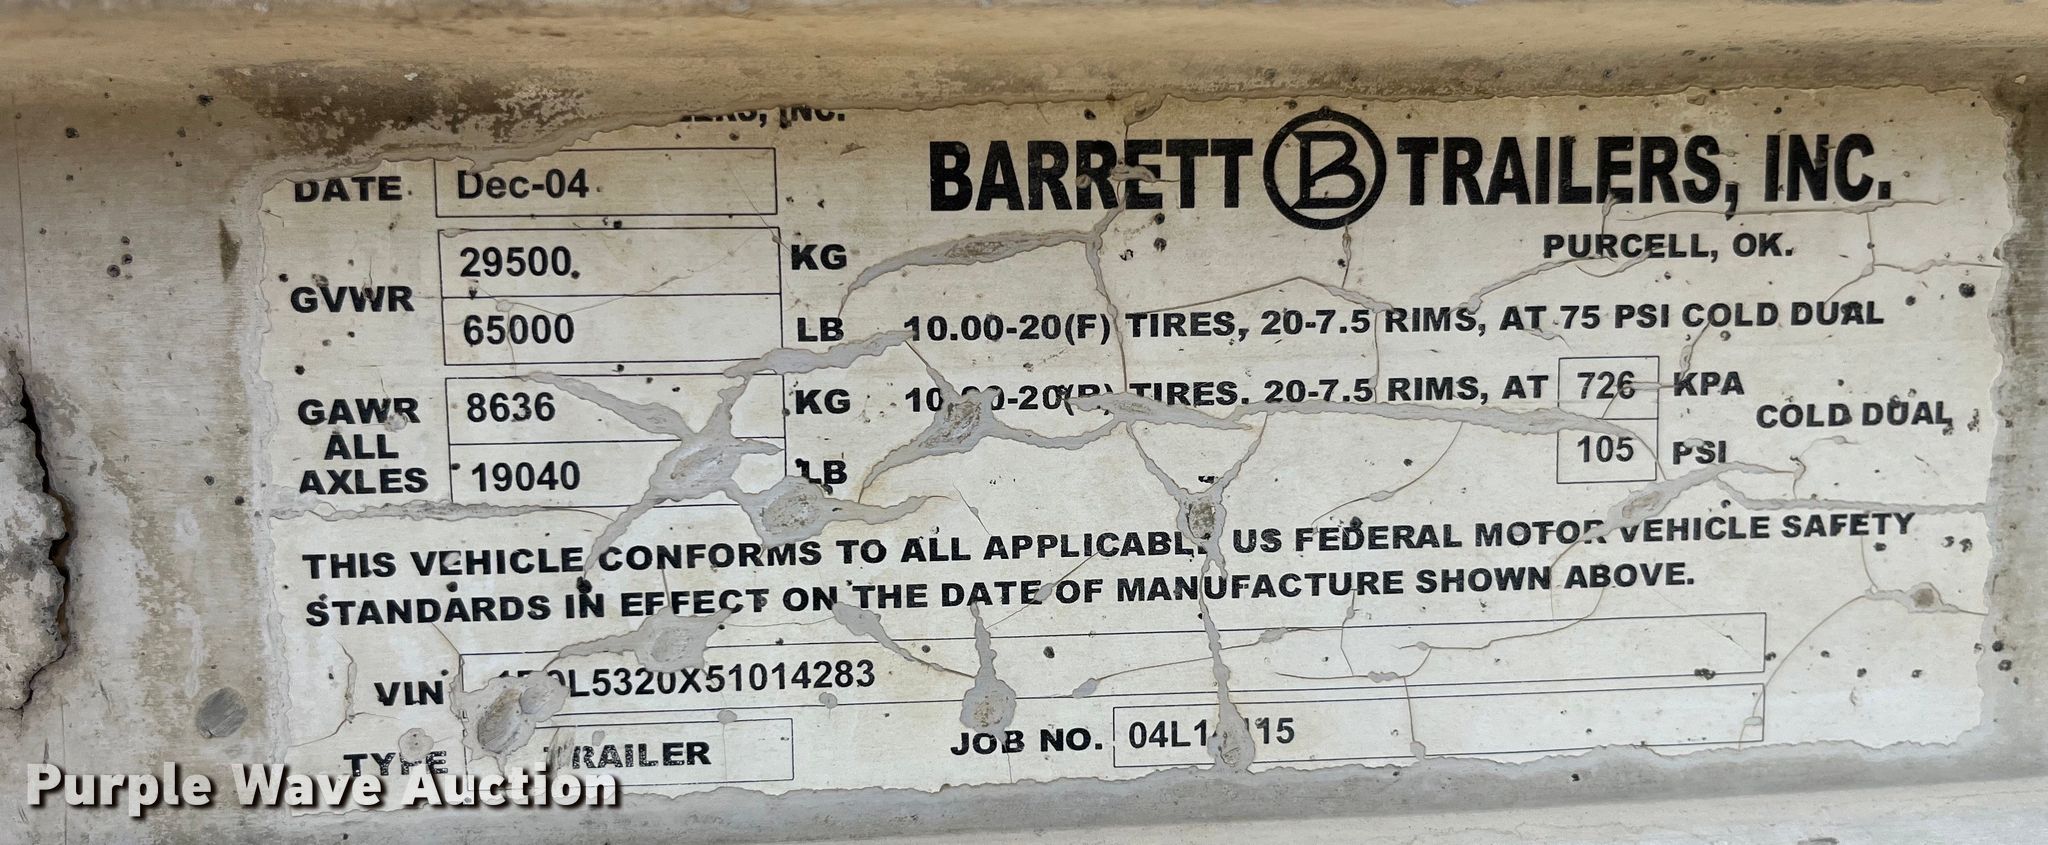 INC.
BARRETT B TRAILERS, INC.
PURCELL, OK.
DATE Dec-04
GVWR
29500 KG
65000 LB
10.00-20(F) TIRES, 20-7.5 RIMS, AT 75 PSI COLD DUAL
GAWR ALL AXLES
8636 KG
19040 LB
TIRES, 20-7.5 RIMS, AT 726 KPA
105 PSI
COLD DUAL
THIS VEHICLE CONFORMS TO ALL APPLICABLE US FEDERAL MOTOR VEHICLE SAFETY
STANDARDS IN EFFECT ON THE DATE OF MANUFACTURE SHOWN ABOVE.
VIN
TYPE TRAILER
JOB NO.
Purple Wave Auction